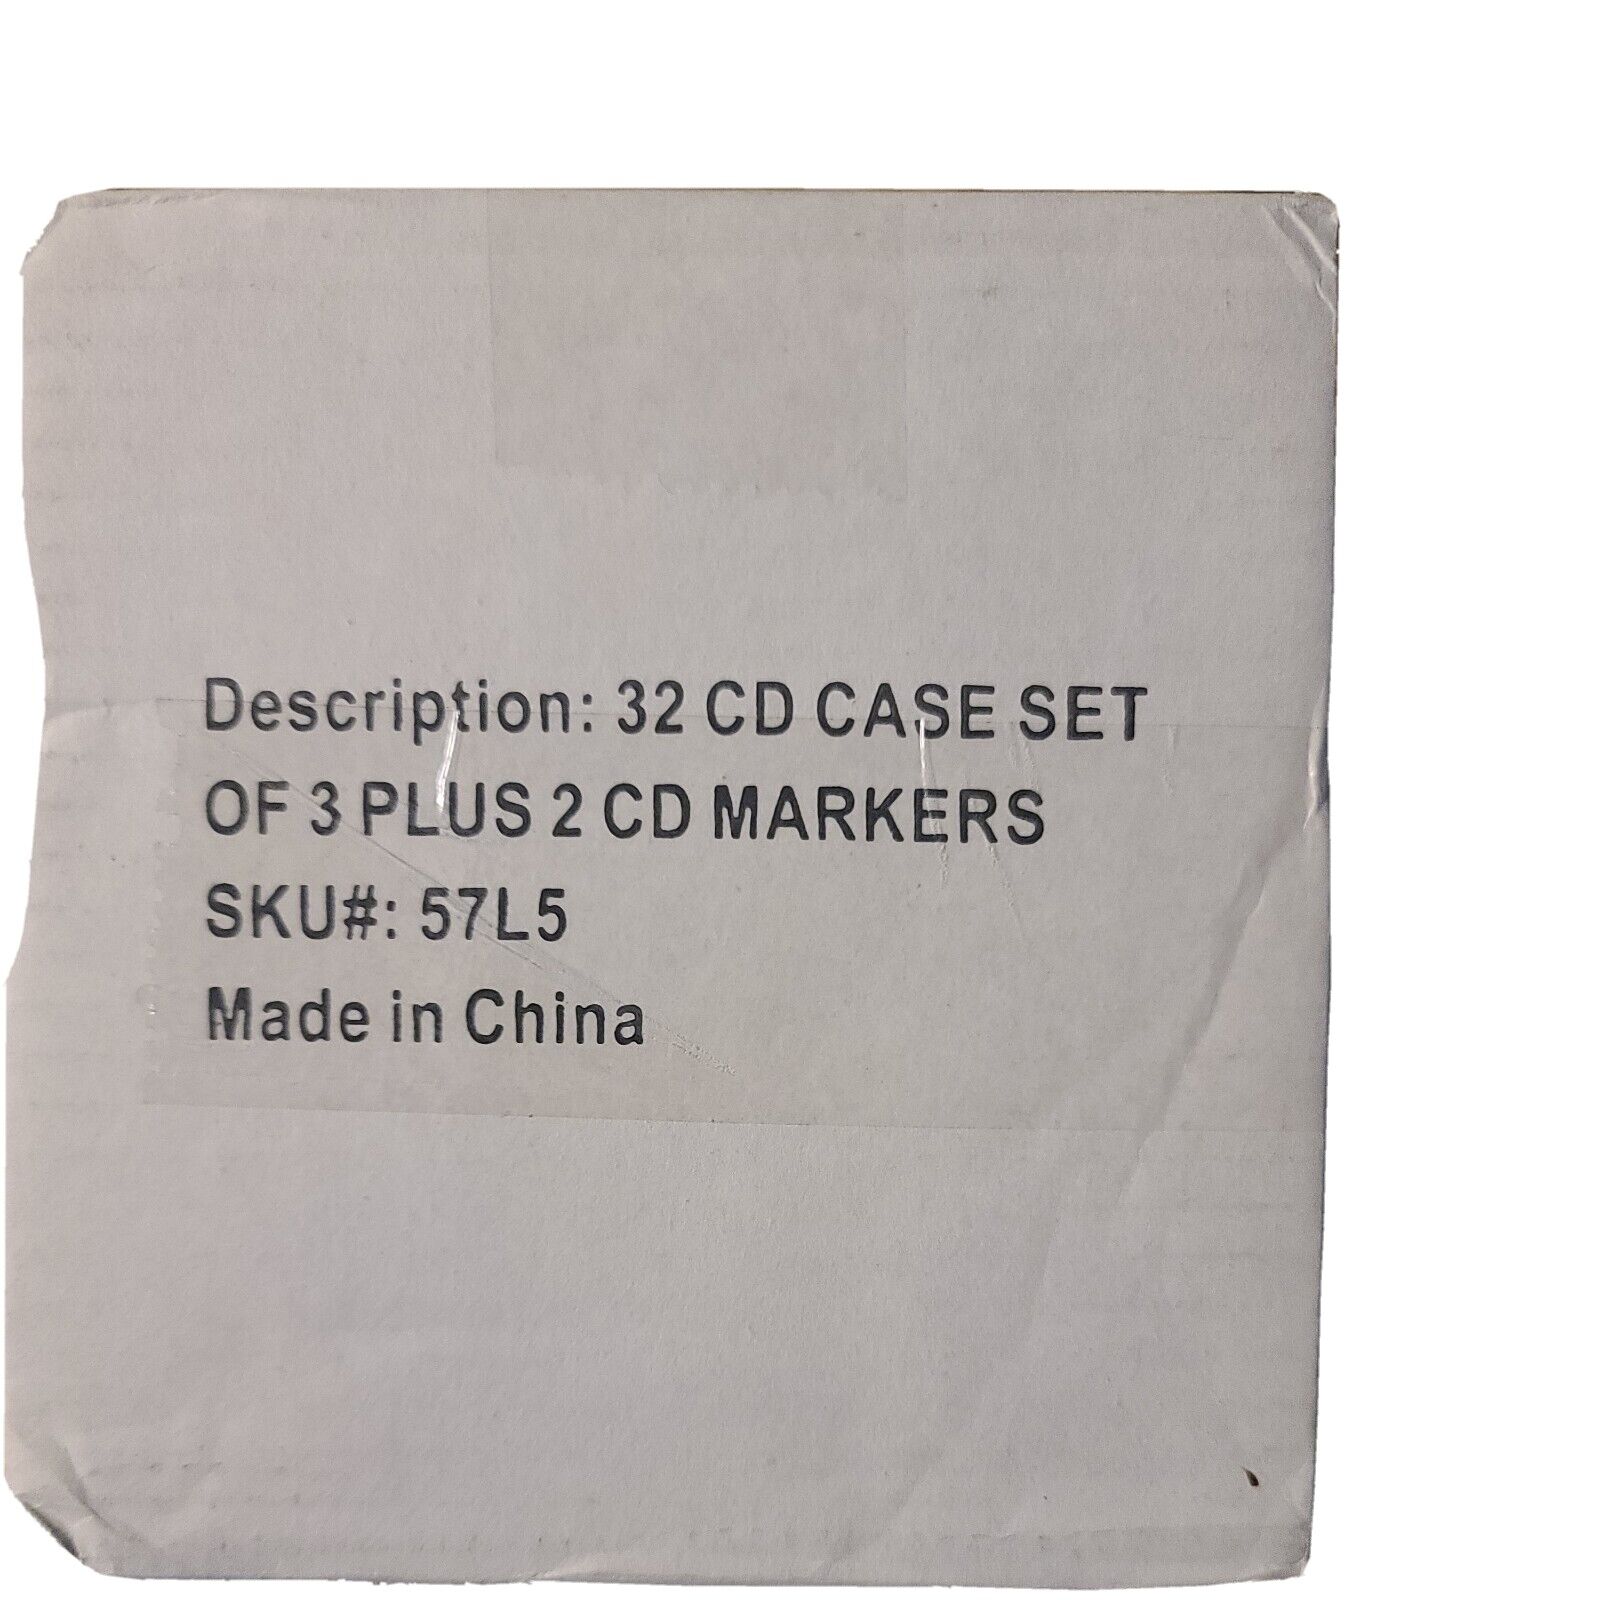 Description: 32 CD CASE SET
OF 3 PLUS 2 CD MARKERS
SKU#: 57L5
Made in China